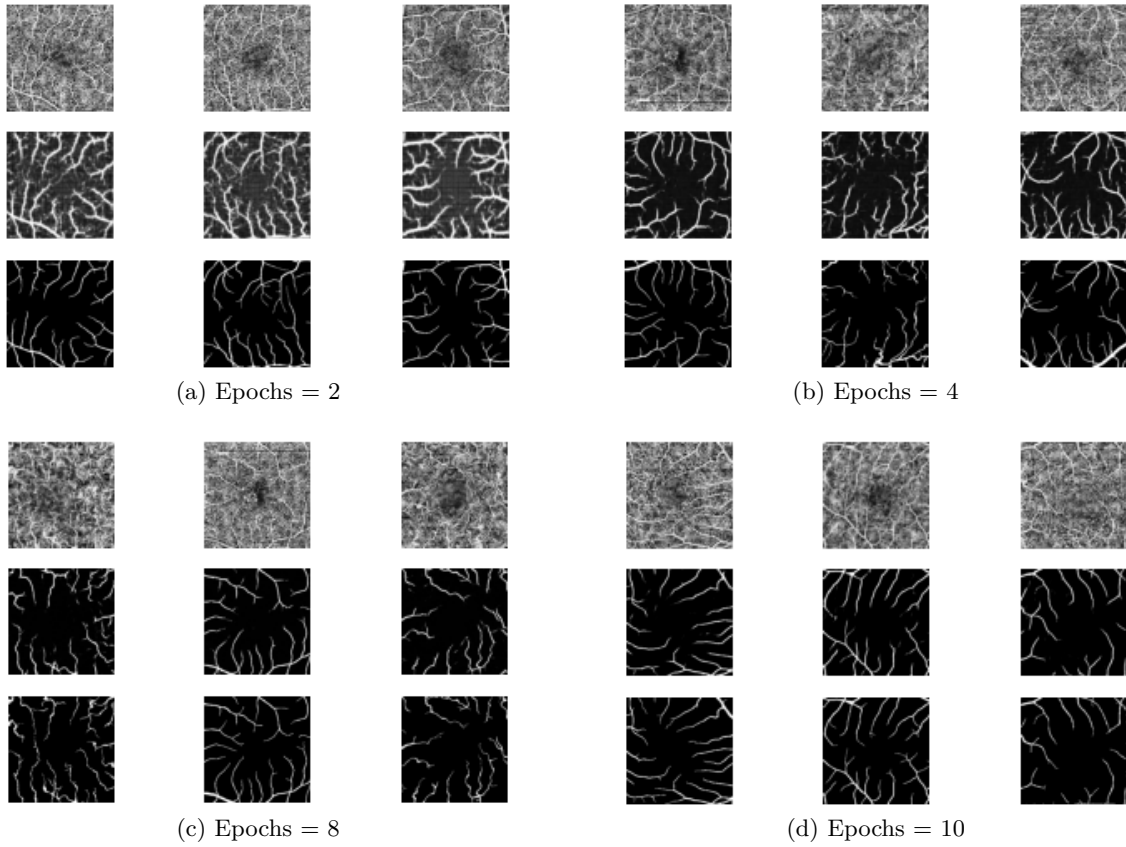 (a) Epochs = 2
(b) Epochs = 4
(c) Epochs = 8
(d) Epochs = 10